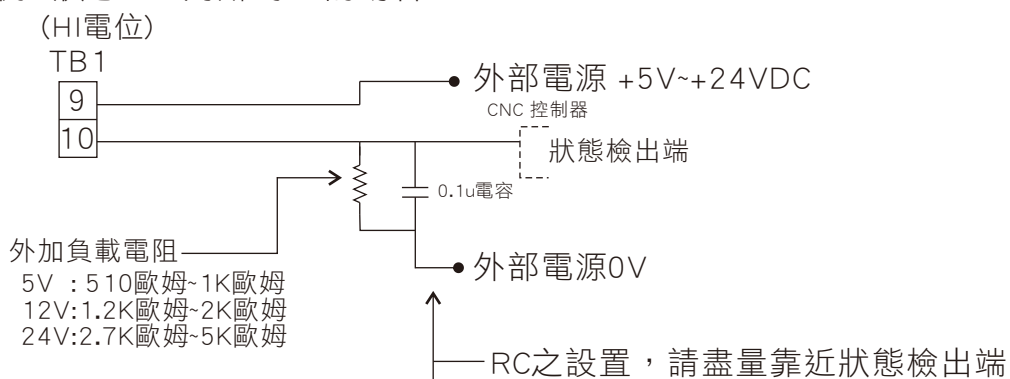 (HI電位)
TB1
9
10
外部電源 +5V~+24VDC
CNC 控制器
狀態檢出端
0.1u電容
外加負載電阻
5V :510歐姆~1K歐姆
12V:1.2K歐姆~2K歐姆
24V:2.7K歐姆~5K歐姆
外部電源0V
RC之設置，請盡量靠近狀態檢出端